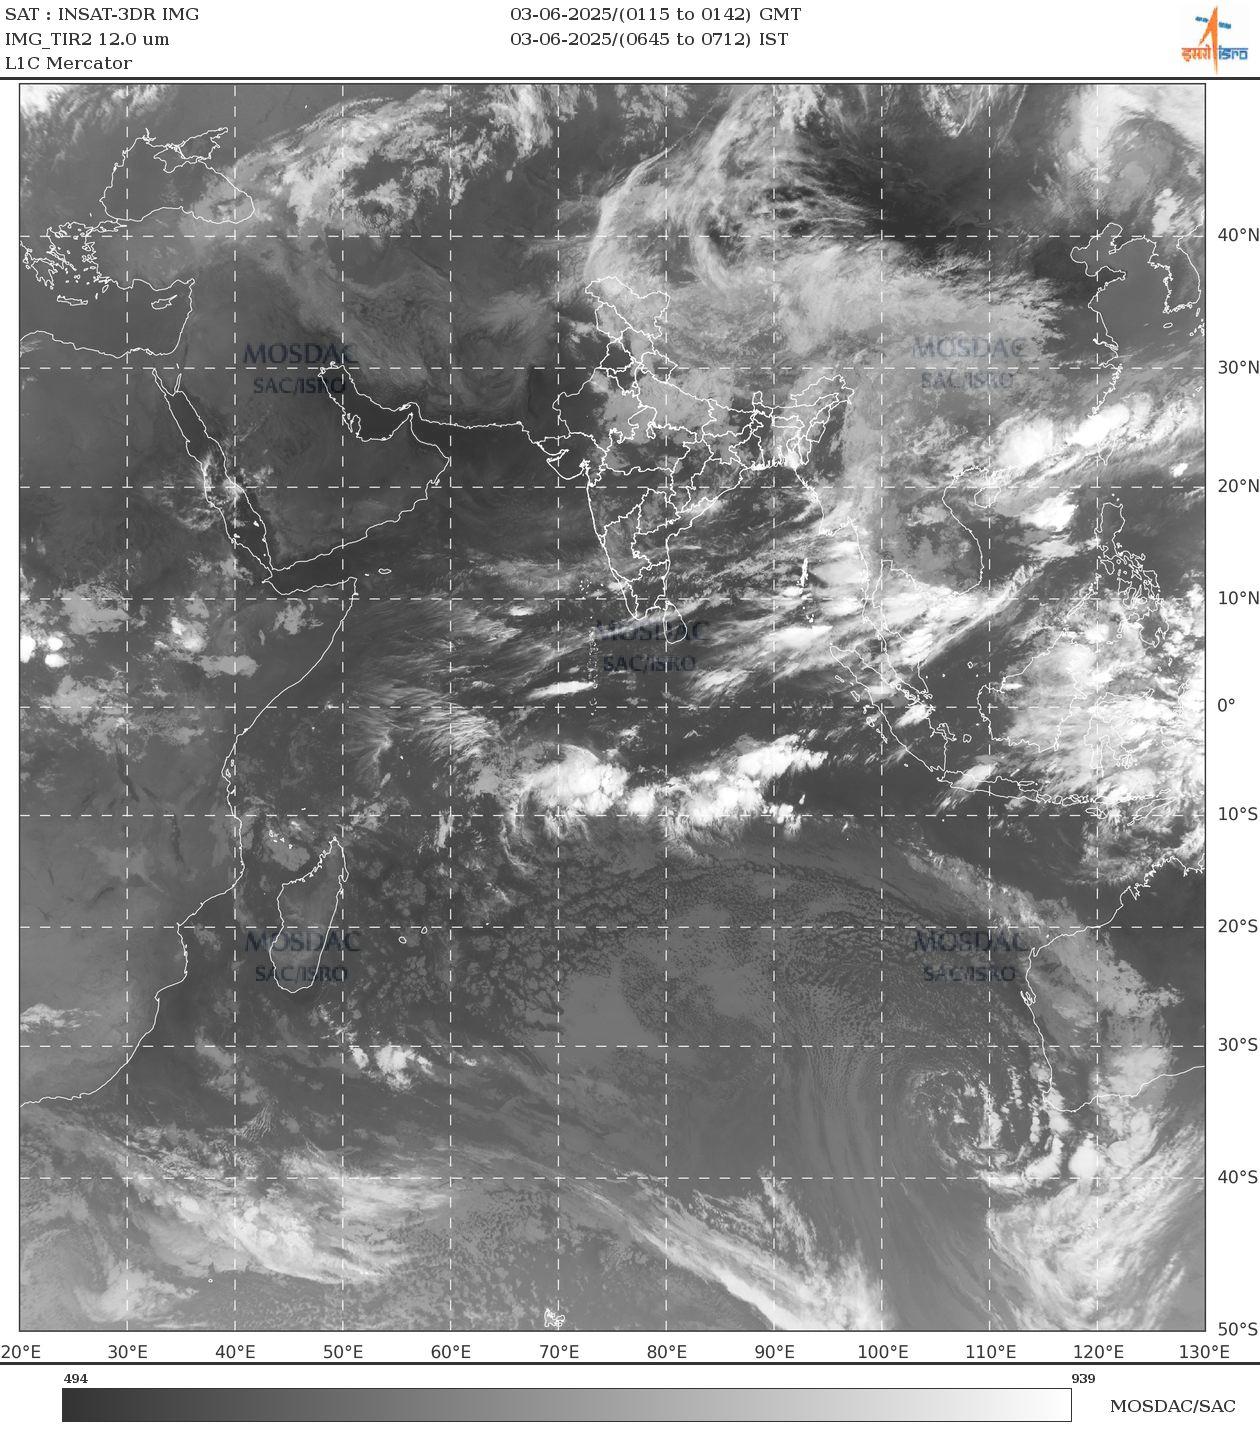 SAT : INSAT-3DR IMG
03-06-2025/(0115 to 0142) GMT
IMG_TIR2 12.0 um
03-06-2025/(0645 to 0712) IST
L1C Mercator
इसरो isro
40°N
MOSDAC
SAC/ISRO
MOSDAC
SAC/ISRO
30°N
20°N
10°N
MOSDAC
SAC/ISRO
0°
10°S
20°S
MOSDAC
SAC/ISRO
MOSDAC
SAC/ISRO
30°S
40°S
50°S
20°E 30°E 40°E 50°E 60°E 70°E 80°E 90°E 100°E 110°E 120°E 130°E
494 939
MOSDAC/SAC